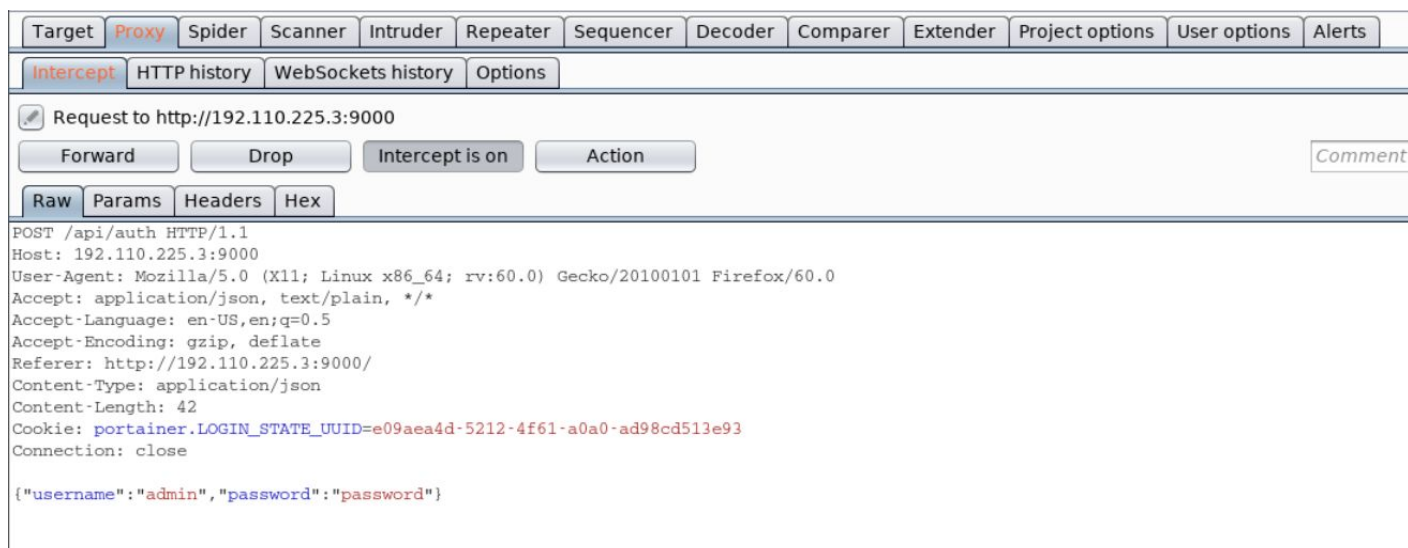 Target Proxy Spider Scanner Intruder Repeater Sequencer Decoder Comparer Extender Project options User options Alerts
Intercept HTTP history WebSockets history Options
Request to http://192.110.225.3:9000
Forward Drop Intercept is on Action Comment
Raw Params Headers Hex
POST /api/auth HTTP/1.1
Host: 192.110.225.3:9000
User-Agent: Mozilla/5.0 (X11; Linux x86_64; rv:60.0) Gecko/20100101 Firefox/60.0
Accept: application/json, text/plain, */*
Accept-Language: en-US,en;q=0.5
Accept-Encoding: gzip, deflate
Referer: http://192.110.225.3:9000/
Content-Type: application/json
Content-Length: 42
Cookie: portainer.LOGIN_STATE_UUID=e09aea4d-5212-4f61-a0a0-ad98cd513e93
Connection: close
{"username":"admin","password":"password"}